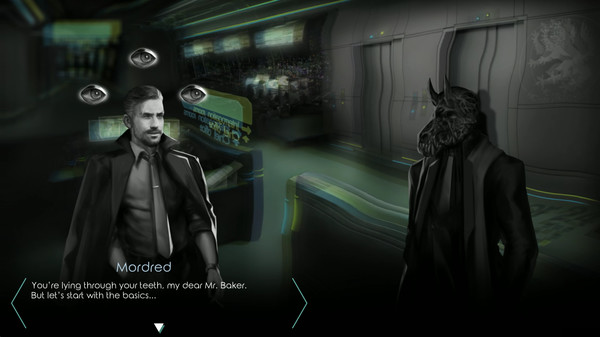 Mordred
You're lying through your teeth, my dear Mr. Baker.
But let's start with the basics...